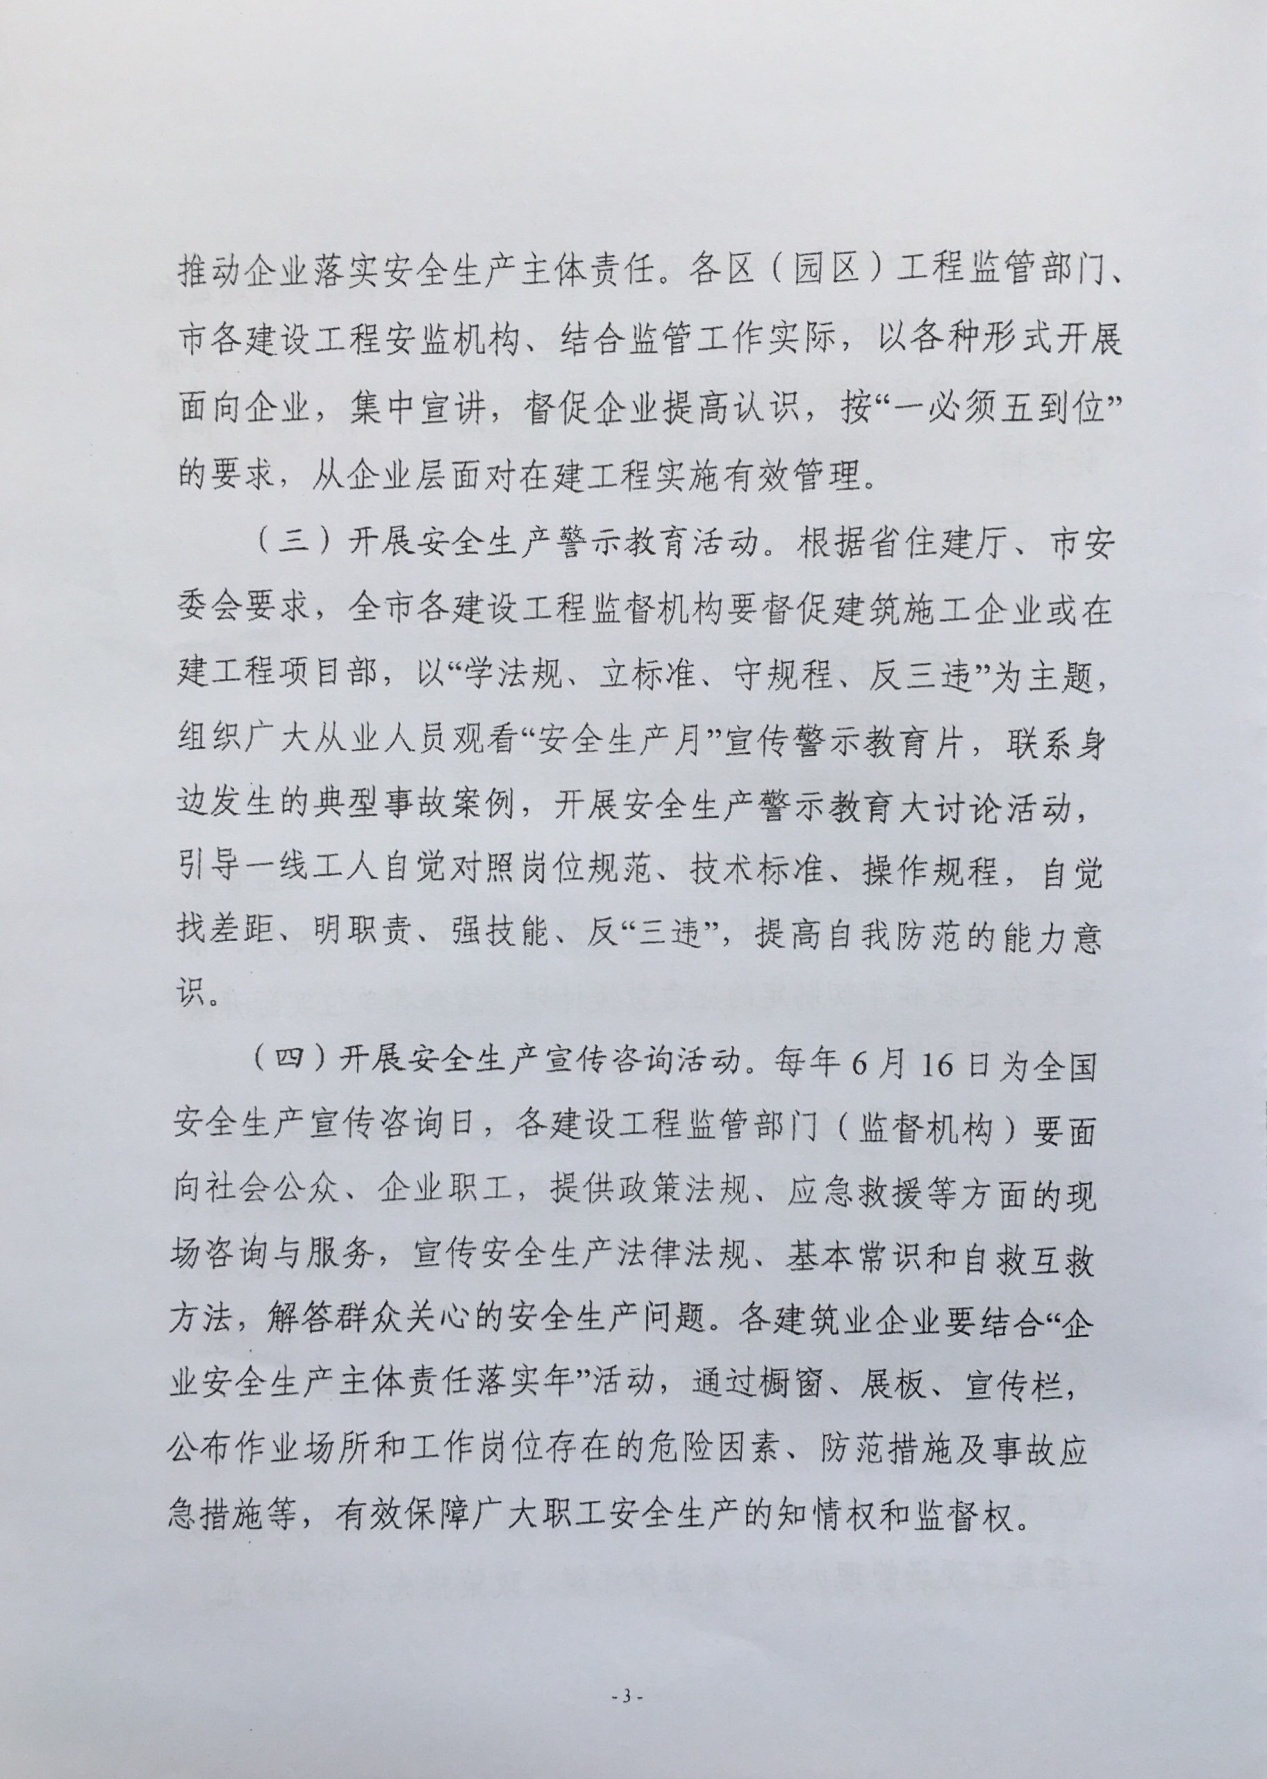 推动企业落实安全生产主体责任。各区（园区）工程监管部门、
市各建设工程安监机构、结合监管工作实际，以各种形式开展
面向企业，集中宣讲，督促企业提高认识，按“一必须五到位”
的要求，从企业层面对在建工程实施有效管理。
（三）开展安全生产警示教育活动。根据省住建厅、市安
委会要求，全市各建设工程监督机构要督促建筑施工企业或在
建工程项目部，以“学法规、立标准、守规程、反三违”为主题，
组织广大从业人员观看“安全生产月”宣传警示教育片，联系身
边发生的典型事故案例，开展安全生产警示教育大讨论活动，
引导一线工人自觉对照岗位规范、技术标准、操作规程，自觉
找差距、明职责、强技能、反“三违”，提高自我防范的能力意
识。
（四）开展安全生产宣传咨询活动。每年 6 月 16 日为全国
安全生产宣传咨询日，各建设工程监管部门（监督机构）要面
向社会公众、企业职工，提供政策法规、应急救援等方面的现
场咨询与服务，宣传安全生产法律法规、基本常识和自救互救
方法，解答群众关心的安全生产问题。各建筑业企业要结合“企
业安全生产主体责任落实年”活动，通过橱窗、展板、宣传栏，
公布作业场所和工作岗位存在的危险因素、防范措施及事故应
急措施等，有效保障广大职工安全生产的知情权和监督权。
- 3 -